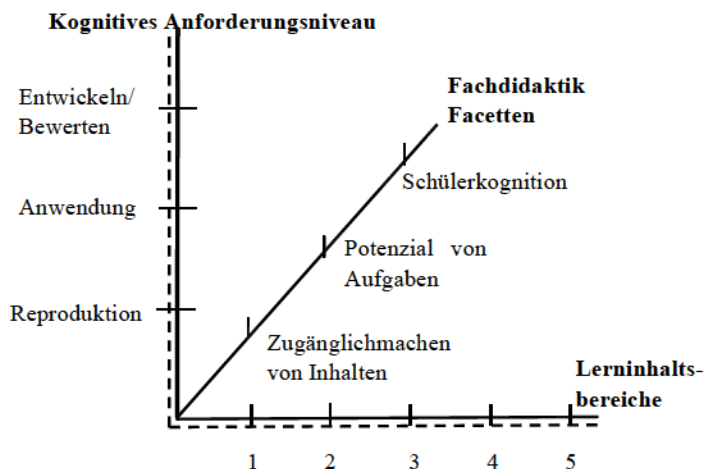 Kognitives Anforderungsniveau
Entwickeln/
Bewerten
Fachdidaktik
Facetten
Schülerkognition
Anwendung
Potenzial von
Aufgaben
Reproduktion
Zugänglichmachen
von Inhalten
Lerninhalts-
bereiche
1 2 3 4 5